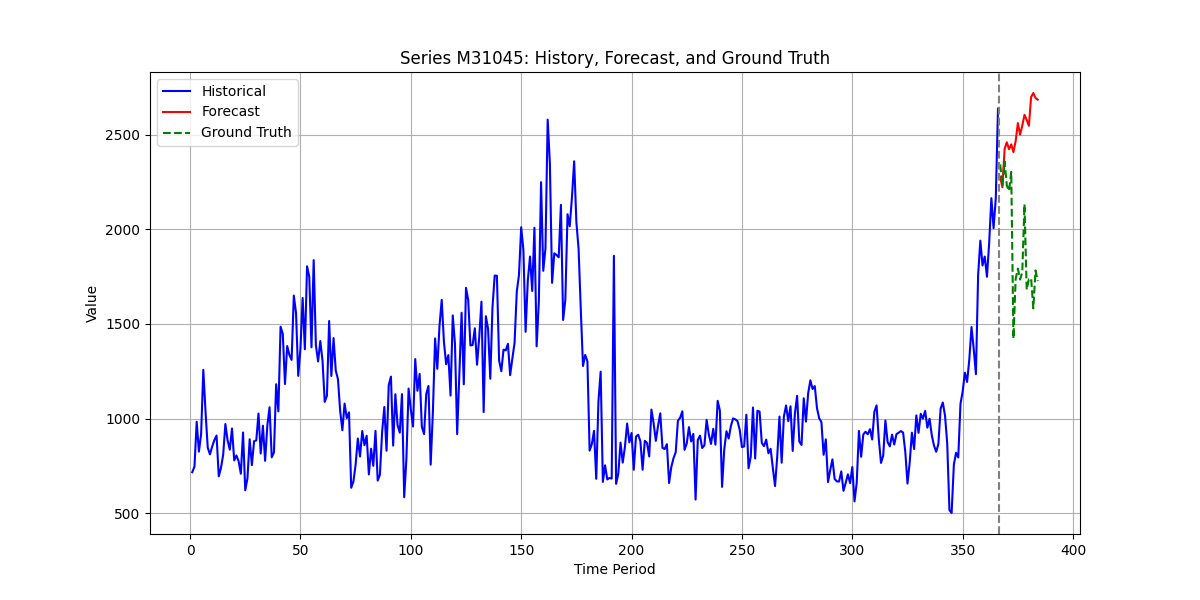 Series M31045: History, Forecast, and Ground Truth
Historical
Forecast
Ground Truth
2500
2000
1500
1000
500
Value
0 50 100 150 200 250 300 350 400
Time Period